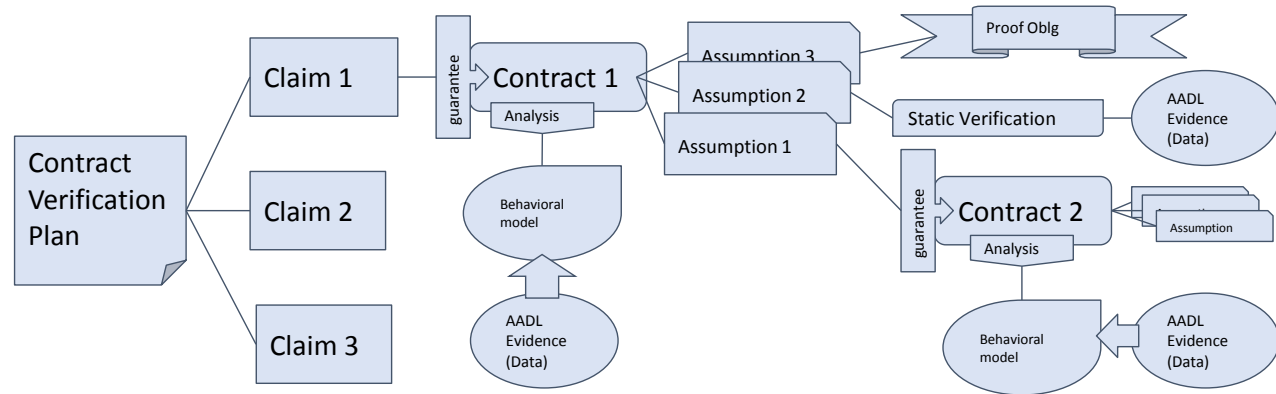 Contract
Verification
Plan
Claim 1
Claim 2
Claim 3
guarantee
Contract 1
Analysis
Behavioral
model
AADL
Evidence
(Data)
Assumption 3
Assumption 2
Assumption 1
Proof Oblg
Static Verification
AADL
Evidence
(Data)
guarantee
Contract 2
Analysis
Behavioral
model
AADL
Evidence
(Data)
Assumption